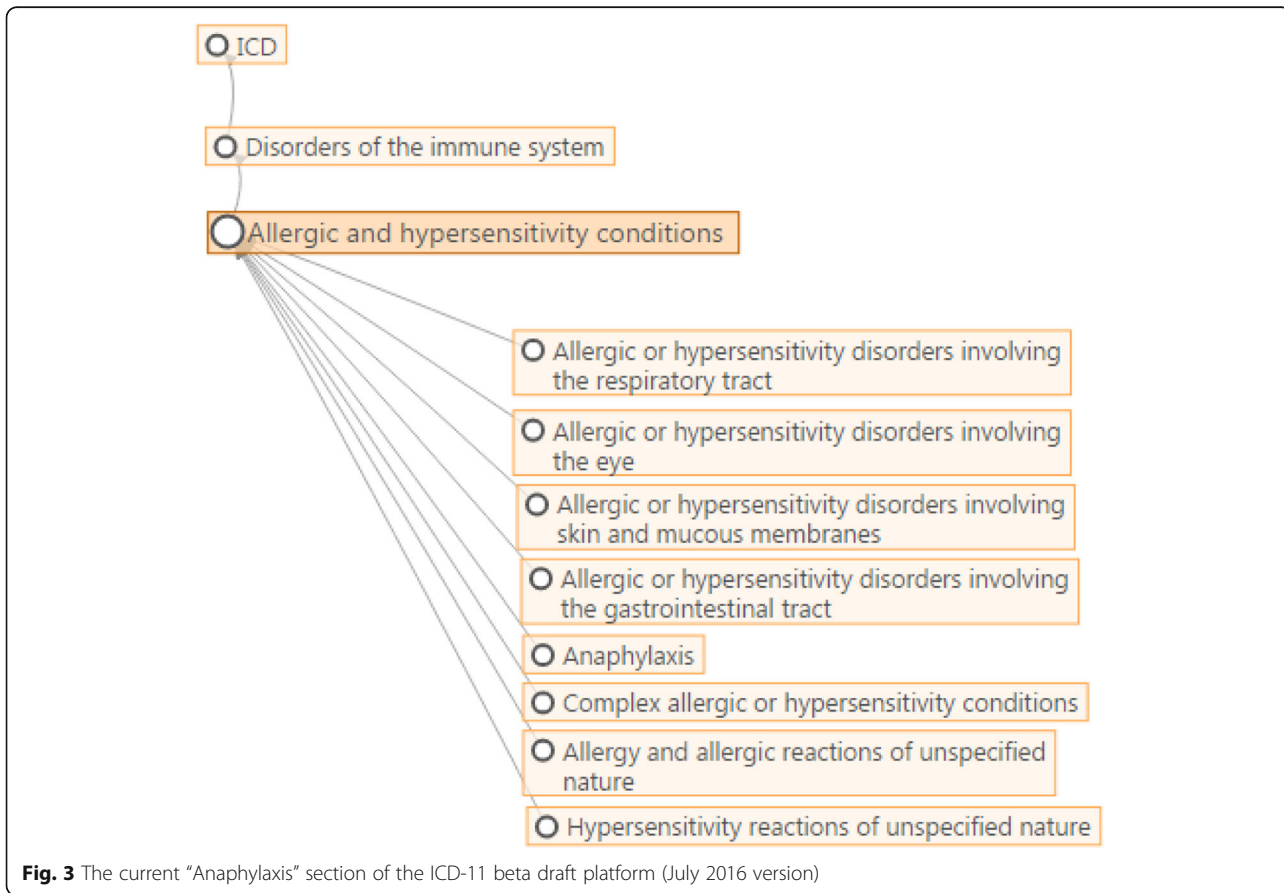 ICD
Disorders of the immune system
Allergic and hypersensitivity conditions
Allergic or hypersensitivity disorders involving
the respiratory tract
Allergic or hypersensitivity disorders involving
the eye
Allergic or hypersensitivity disorders involving
skin and mucous membranes
Allergic or hypersensitivity disorders involving
the gastrointestinal tract
Anaphylaxis
Complex allergic or hypersensitivity conditions
Allergy and allergic reactions of unspecified
nature
Hypersensitivity reactions of unspecified nature
Fig. 3 The current “Anaphylaxis” section of the ICD-11 beta draft platform (July 2016 version)